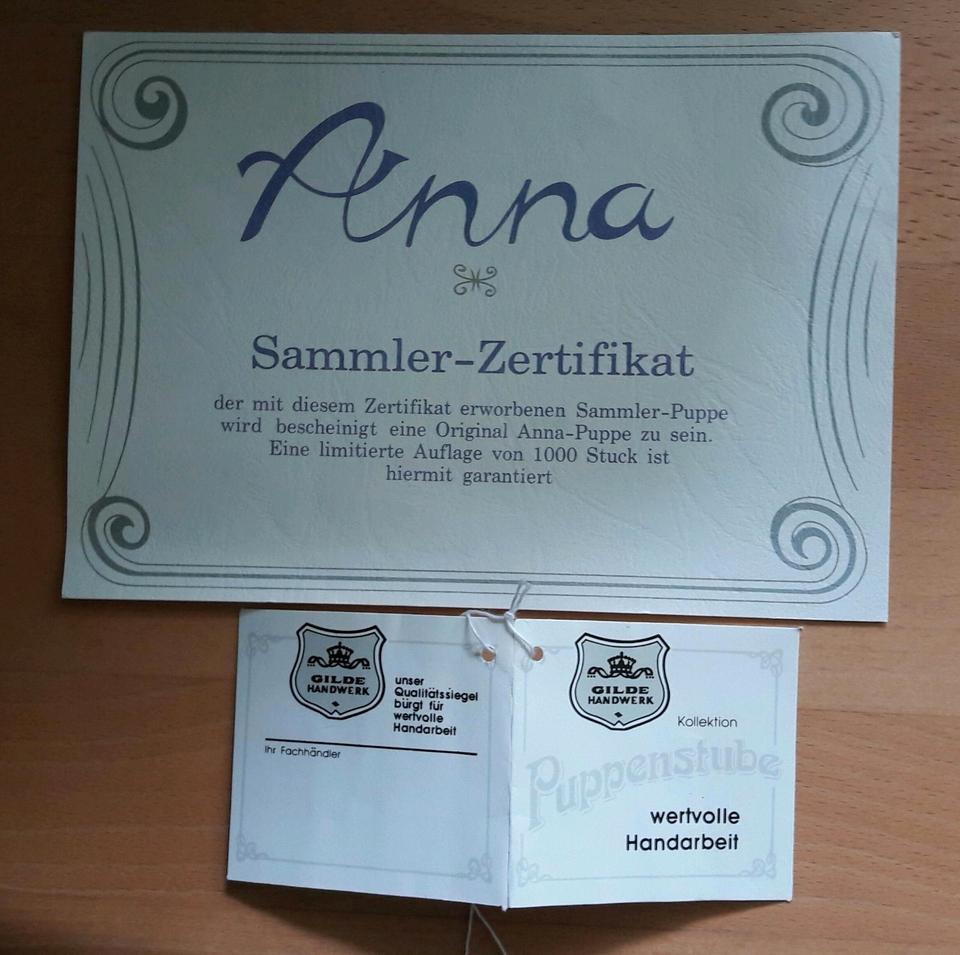 Anna
Sammler-Zertifikat
der mit diesem Zertifikat erworbenen Sammler-Puppe
wird bescheinigt eine Original Anna-Puppe zu sein.
Eine limitierte Auflage von 1000 Stuck ist
hiermit garantiert
GILDE
HANDWERK
unser
Qualitätssiegel
bürgt für
wertvolle
Handarbeit
Ihr Fachhändler
GILDE
HANDWERK
Kollektion
Puppenstube
wertvolle
Handarbeit